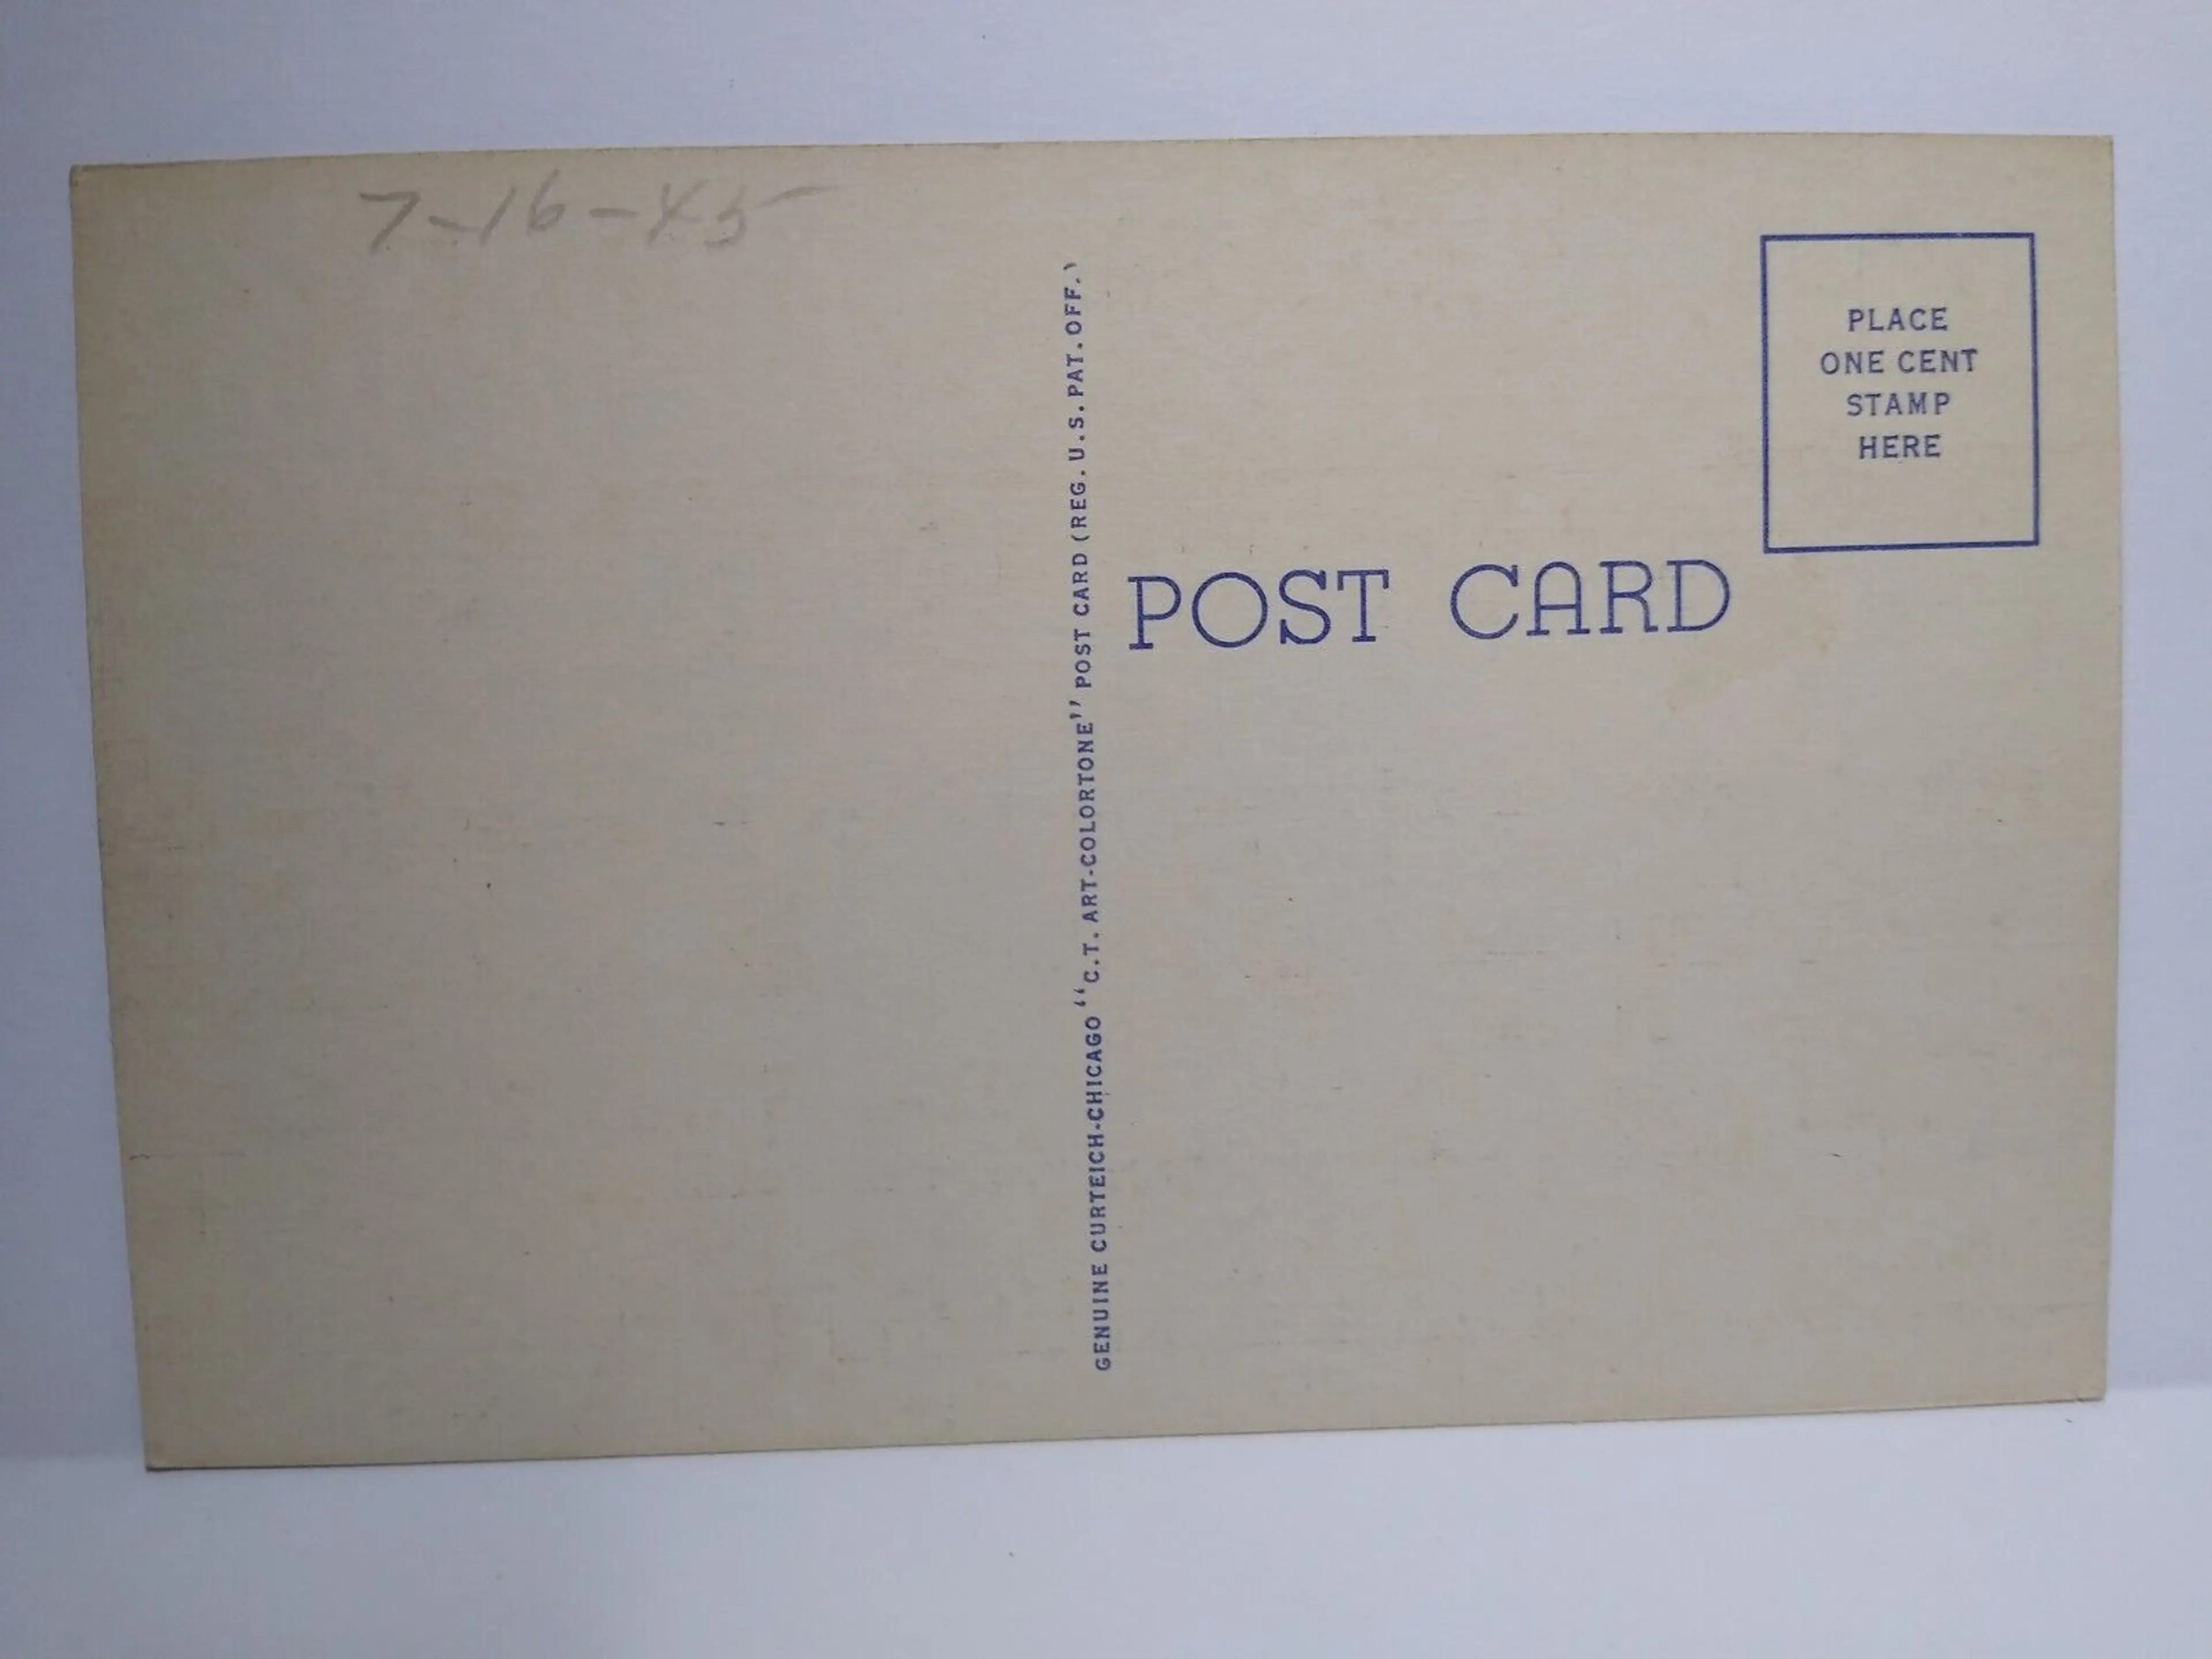 7-16-45
GENUINE CURTEICH-CHICAGO "C.T. ART-COLORTONE" POST CARD (REG. U.S. PAT. OFF.)
PLACE
ONE CENT
STAMP
HERE
POST CARD